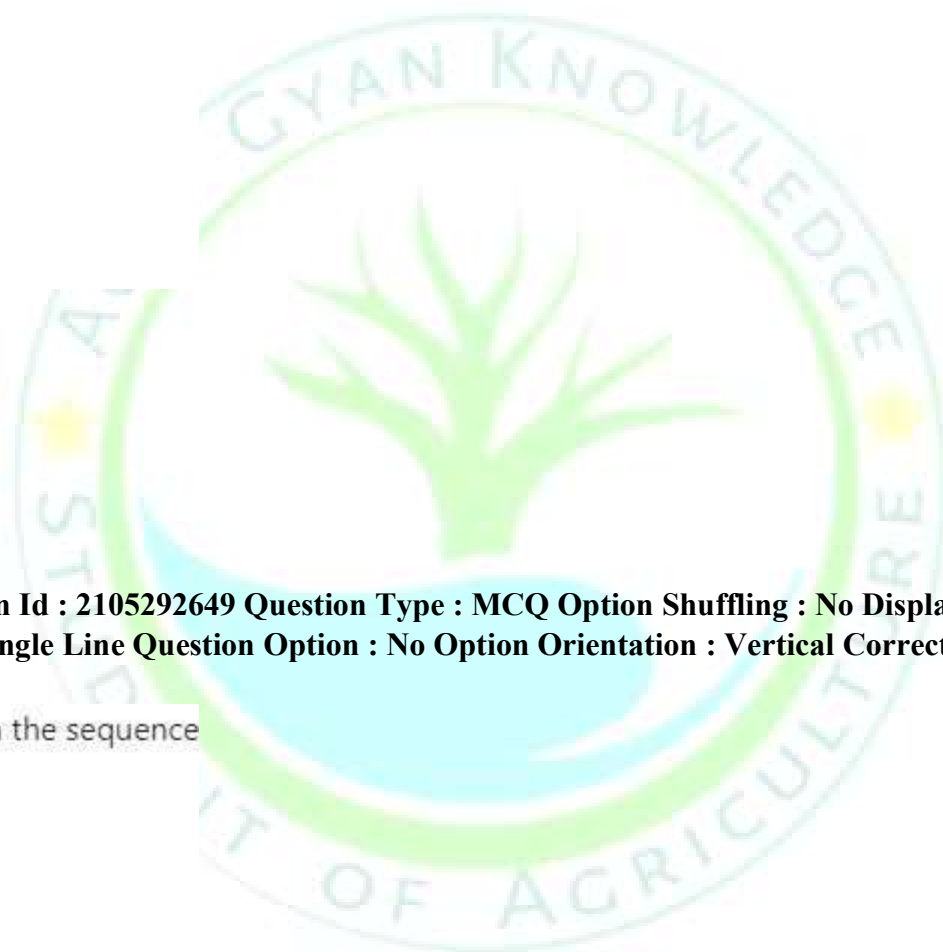 GYAN KNOWLEDGE
n Id : 2105292649 Question Type : MCQ Option Shuffling : No Displa
ngle Line Question Option : No Option Orientation : Vertical Correct
the sequence
OF AGRICULTURE